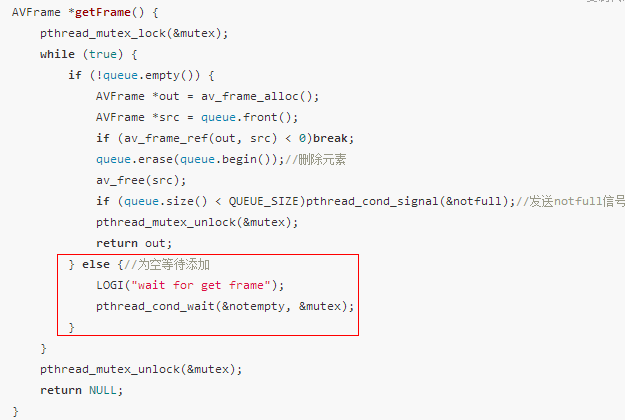 AVFrame *getFrame() {
pthread_mutex_lock(&mutex);
while (true) {
if (!queue.empty()) {
AVFrame *out = av_frame_alloc();
AVFrame *src = queue.front();
if (av_frame_ref(out, src) < 0)break;
queue.erase(queue.begin());//删除元素
av_free(src);
if (queue.size() < QUEUE_SIZE)pthread_cond_signal(&notfull);//发送notfull信号
pthread_mutex_unlock(&mutex);
return out;
} else {//为空等待添加
LOGI("wait for get frame");
pthread_cond_wait(&notempty, &mutex);
}
}
pthread_mutex_unlock(&mutex);
return NULL;
}